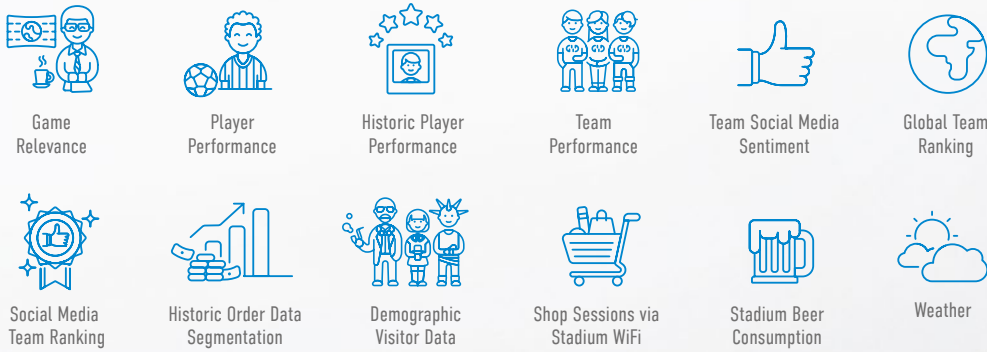 Game
Relevance
Player
Performance
Historic Player
Performance
Team
Performance
Team Social Media
Sentiment
Global Team
Ranking
Social Media
Team Ranking
Historic Order Data
Segmentation
Demographic
Visitor Data
Shop Sessions via
Stadium WiFi
Stadium Beer
Consumption
Weather